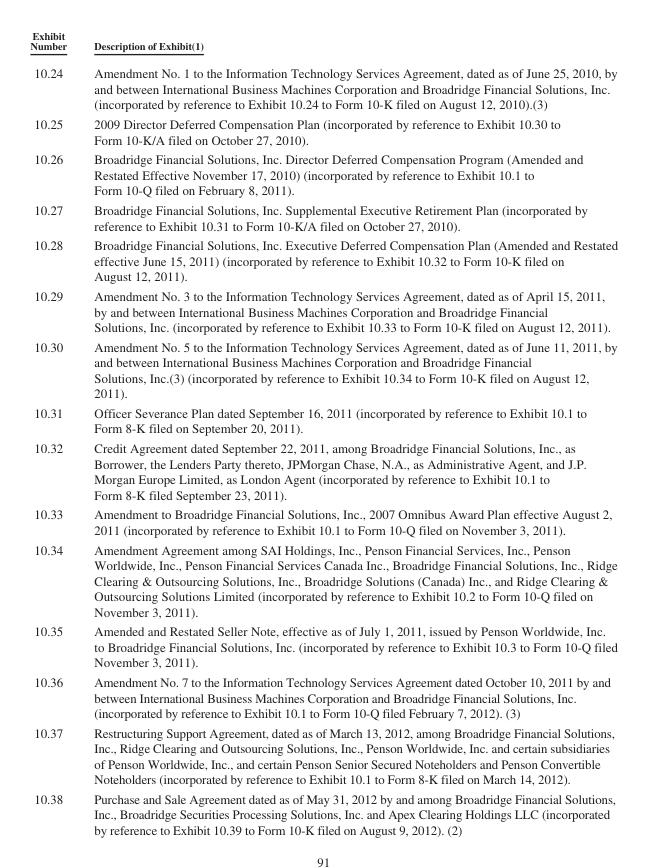 Exhibit
Number Description of Exhibit(1)
10.24 Amendment No. 1 to the Information Technology Services Agreement, dated as of June 25, 2010, by
and between International Business Machines Corporation and Broadridge Financial Solutions, Inc.
(incorporated by reference to Exhibit 10.24 to Form 10-K filed on August 12, 2010).(3)
10.25 2009 Director Deferred Compensation Plan (incorporated by reference to Exhibit 10.30 to
Form 10-K/A filed on October 27, 2010).
10.26 Broadridge Financial Solutions, Inc. Director Deferred Compensation Program (Amended and
Restated Effective November 17, 2010) (incorporated by reference to Exhibit 10.1 to
Form 10-Q filed on February 8, 2011).
10.27 Broadridge Financial Solutions, Inc. Supplemental Executive Retirement Plan (incorporated by
reference to Exhibit 10.31 to Form 10-K/A filed on October 27, 2010).
10.28 Broadridge Financial Solutions, Inc. Executive Deferred Compensation Plan (Amended and Restated
effective June 15, 2011) (incorporated by reference to Exhibit 10.32 to Form 10-K filed on
August 12, 2011).
10.29 Amendment No. 3 to the Information Technology Services Agreement, dated as of April 15, 2011,
by and between International Business Machines Corporation and Broadridge Financial
Solutions, Inc. (incorporated by reference to Exhibit 10.33 to Form 10-K filed on August 12, 2011).
10.30 Amendment No. 5 to the Information Technology Services Agreement, dated as of June 11, 2011, by
and between International Business Machines Corporation and Broadridge Financial
Solutions, Inc.(3) (incorporated by reference to Exhibit 10.34 to Form 10-K filed on August 12,
2011).
10.31 Officer Severance Plan dated September 16, 2011 (incorporated by reference to Exhibit 10.1 to
Form 8-K filed on September 20, 2011).
10.32 Credit Agreement dated September 22, 2011, among Broadridge Financial Solutions, Inc., as
Borrower, the Lenders Party thereto, JPMorgan Chase, N.A., as Administrative Agent, and J.P.
Morgan Europe Limited, as London Agent (incorporated by reference to Exhibit 10.1 to
Form 8-K filed September 23, 2011).
10.33 Amendment to Broadridge Financial Solutions, Inc., 2007 Omnibus Award Plan effective August 2,
2011 (incorporated by reference to Exhibit 10.1 to Form 10-Q filed on November 3, 2011).
10.34 Amendment Agreement among SAI Holdings, Inc., Penson Financial Services, Inc., Penson
Worldwide, Inc., Penson Financial Services Canada Inc., Broadridge Financial Solutions, Inc., Ridge
Clearing & Outsourcing Solutions, Inc., Broadridge Solutions (Canada) Inc., and Ridge Clearing &
Outsourcing Solutions Limited (incorporated by reference to Exhibit 10.2 to Form 10-Q filed on
November 3, 2011).
10.35 Amended and Restated Seller Note, effective as of July 1, 2011, issued by Penson Worldwide, Inc.
to Broadridge Financial Solutions, Inc. (incorporated by reference to Exhibit 10.3 to Form 10-Q filed
November 3, 2011).
10.36 Amendment No. 7 to the Information Technology Services Agreement dated October 10, 2011 by and
between International Business Machines Corporation and Broadridge Financial Solutions, Inc.
(incorporated by reference to Exhibit 10.1 to Form 10-Q filed February 7, 2012). (3)
10.37 Restructuring Support Agreement, dated as of March 13, 2012, among Broadridge Financial Solutions,
Inc., Ridge Clearing and Outsourcing Solutions, Inc., Penson Worldwide, Inc. and certain subsidiaries
of Penson Worldwide, Inc., and certain Penson Senior Secured Noteholders and Penson Convertible
Noteholders (incorporated by reference to Exhibit 10.1 to Form 8-K filed on March 14, 2012).
10.38 Purchase and Sale Agreement dated as of May 31, 2012 by and among Broadridge Financial Solutions,
Inc., Broadridge Securities Processing Solutions, Inc. and Apex Clearing Holdings LLC (incorporated
by reference to Exhibit 10.39 to Form 10-K filed on August 9, 2012). (2)
91